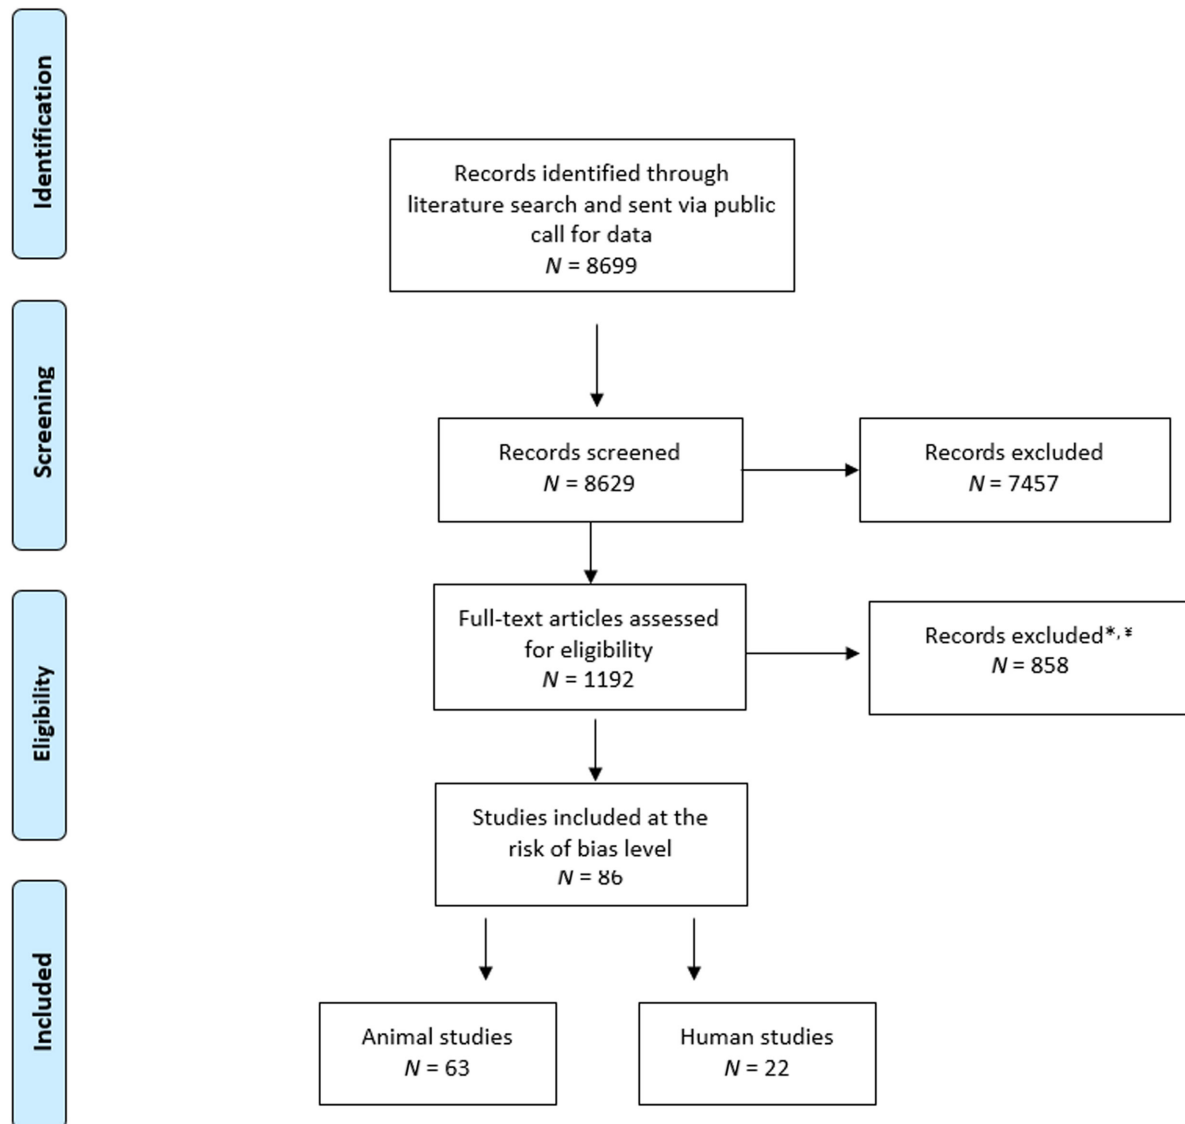 Identification
Records identified through
literature search and sent via public
call for data
N = 8699
Screening
Records screened
N = 8629
Records excluded
N = 7457
Eligibility
Full-text articles assessed
for eligibility
N = 1192
Records excluded*,¥
N = 858
Studies included at the
risk of bias level
N = 86
Included
Animal studies
N = 63
Human studies
N = 22